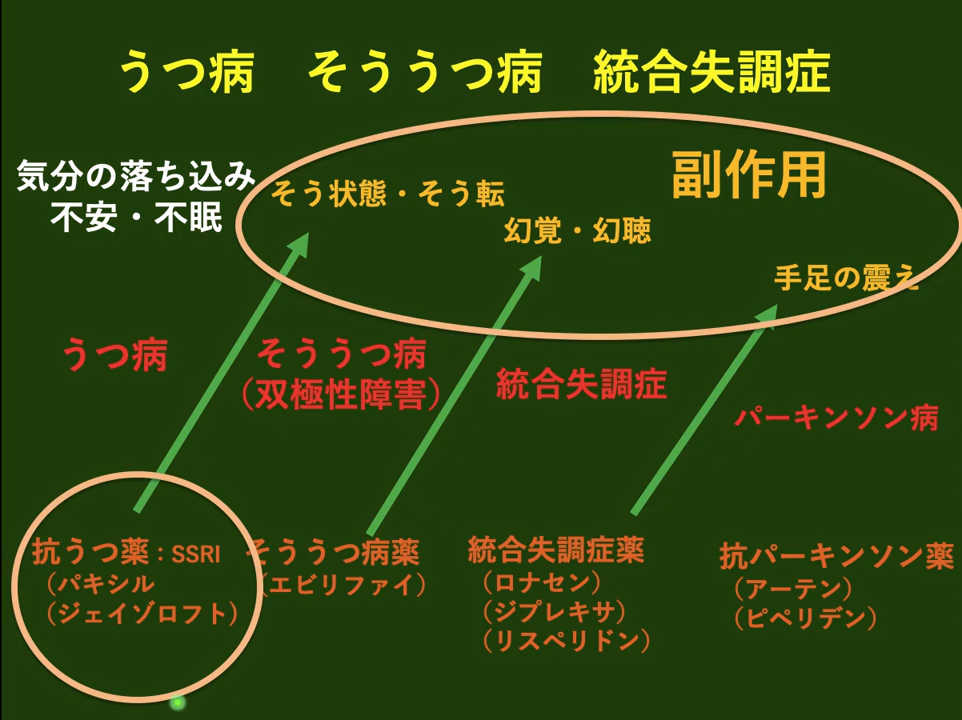 うつ病　そううつ病　統合失調症
気分の落ち込み
不安・不眠
そう状態・そう転
幻覚・幻聴
副作用
手足の震え
うつ病
そううつ病
（双極性障害）
統合失調症
パーキンソン病
抗うつ薬：SSRI
（パキシル
（ジェイゾロフト）
そううつ病薬
（エビリファイ）
統合失調症薬
（ロナセン）
（ジプレキサ）
（リスペリドン）
抗パーキンソン薬
（アーテン）
（ピペリデン）